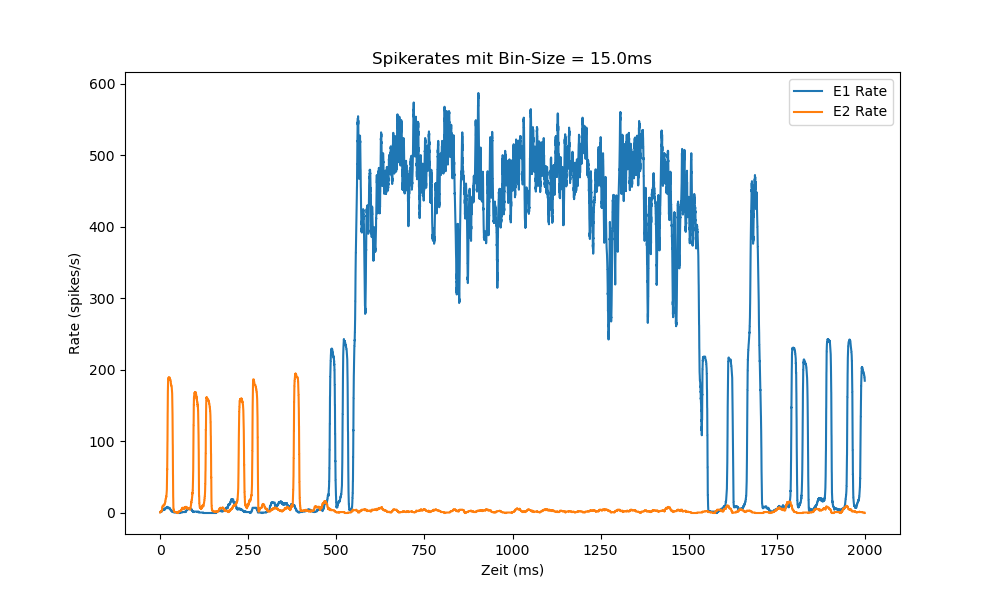 Spikerates mit Bin-Size = 15.0ms
E1 Rate
E2 Rate
600
500
400
300
200
100
0
Rate (spikes/s)
0 250 500 750 1000 1250 1500 1750 2000
Zeit (ms)